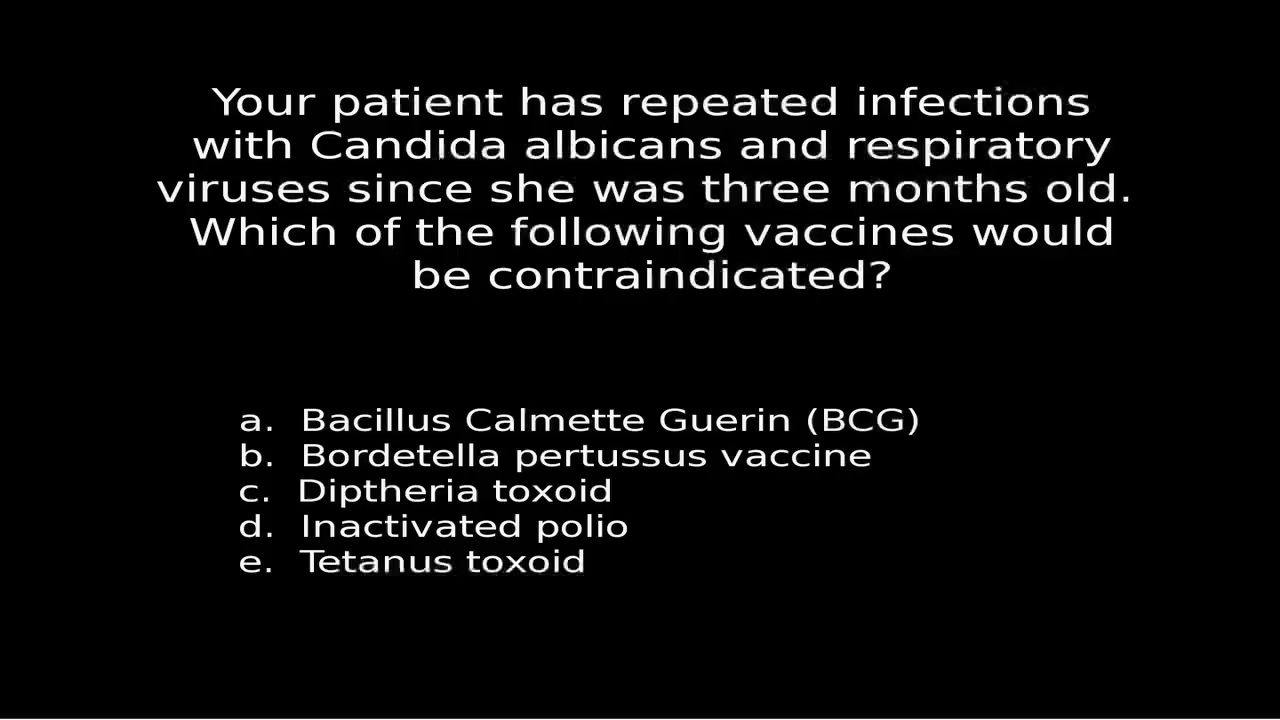 Your patient has repeated infections
with Candida albicans and respiratory
viruses since she was three months old.
Which of the following vaccines would
be contraindicated?
a. Bacillus Calmette Guerin (BCG)
b. Bordetella pertussus vaccine
c. Diptheria toxoid
d. Inactivated polio
e. Tetanus toxoid